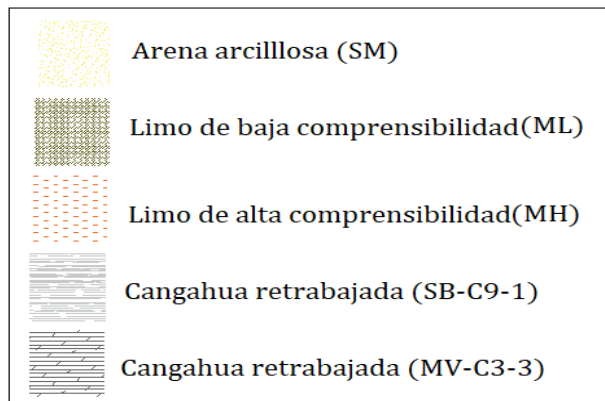 Arena arcilllosa (SM)
Limo de baja comprensibilidad(ML)
Limo de alta comprensibilidad(MH)
Cangahua retrabajada (SB-C9-1)
Cangahua retrabajada (MV-C3-3)